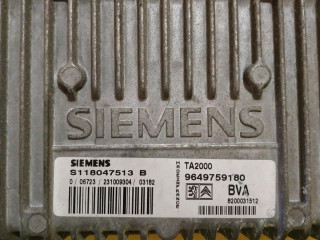 SIEMENS
SIEMENS
S118047513 B
0 / 06723 / 231009304 / 03182
TA2000
9649759180
BVA
8200031512